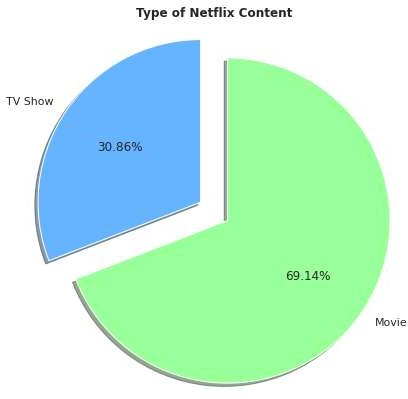 Type of Netflix Content
TV Show
30.86%
69.14%
Movie